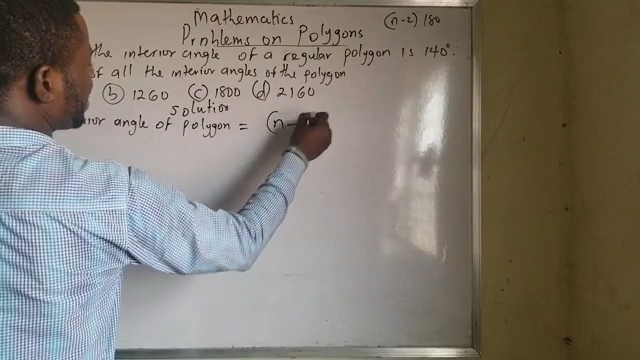 Mathematics
(n-2) 180
Problems on Polygons
the interior angle of a regular polygon is 140°.
of all the interior angles of the polygon
(b) 1260 (c) 1800 (d) 2160
Solution
angle of polygon = (n-